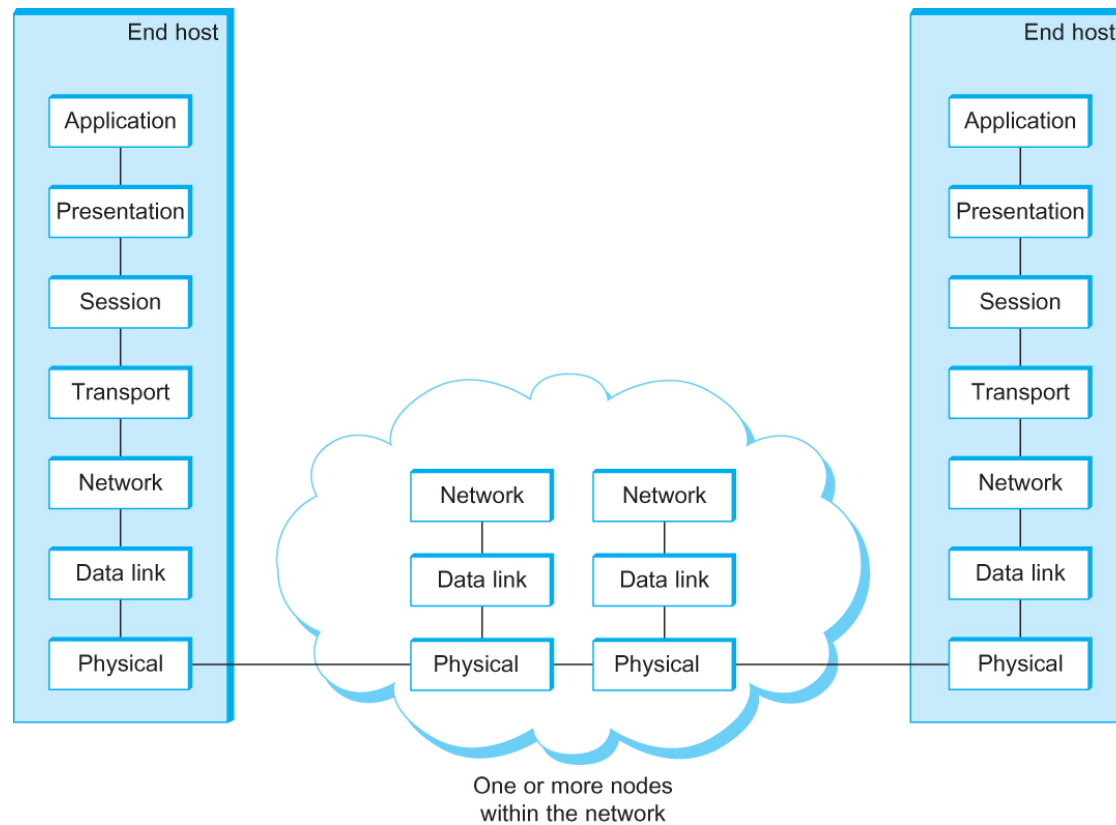 End host
Application
Presentation
Session
Transport
Network
Data link
Physical
Network
Data link
Physical
Network
Data link
Physical
One or more nodes
within the network
End host
Application
Presentation
Session
Transport
Network
Data link
Physical